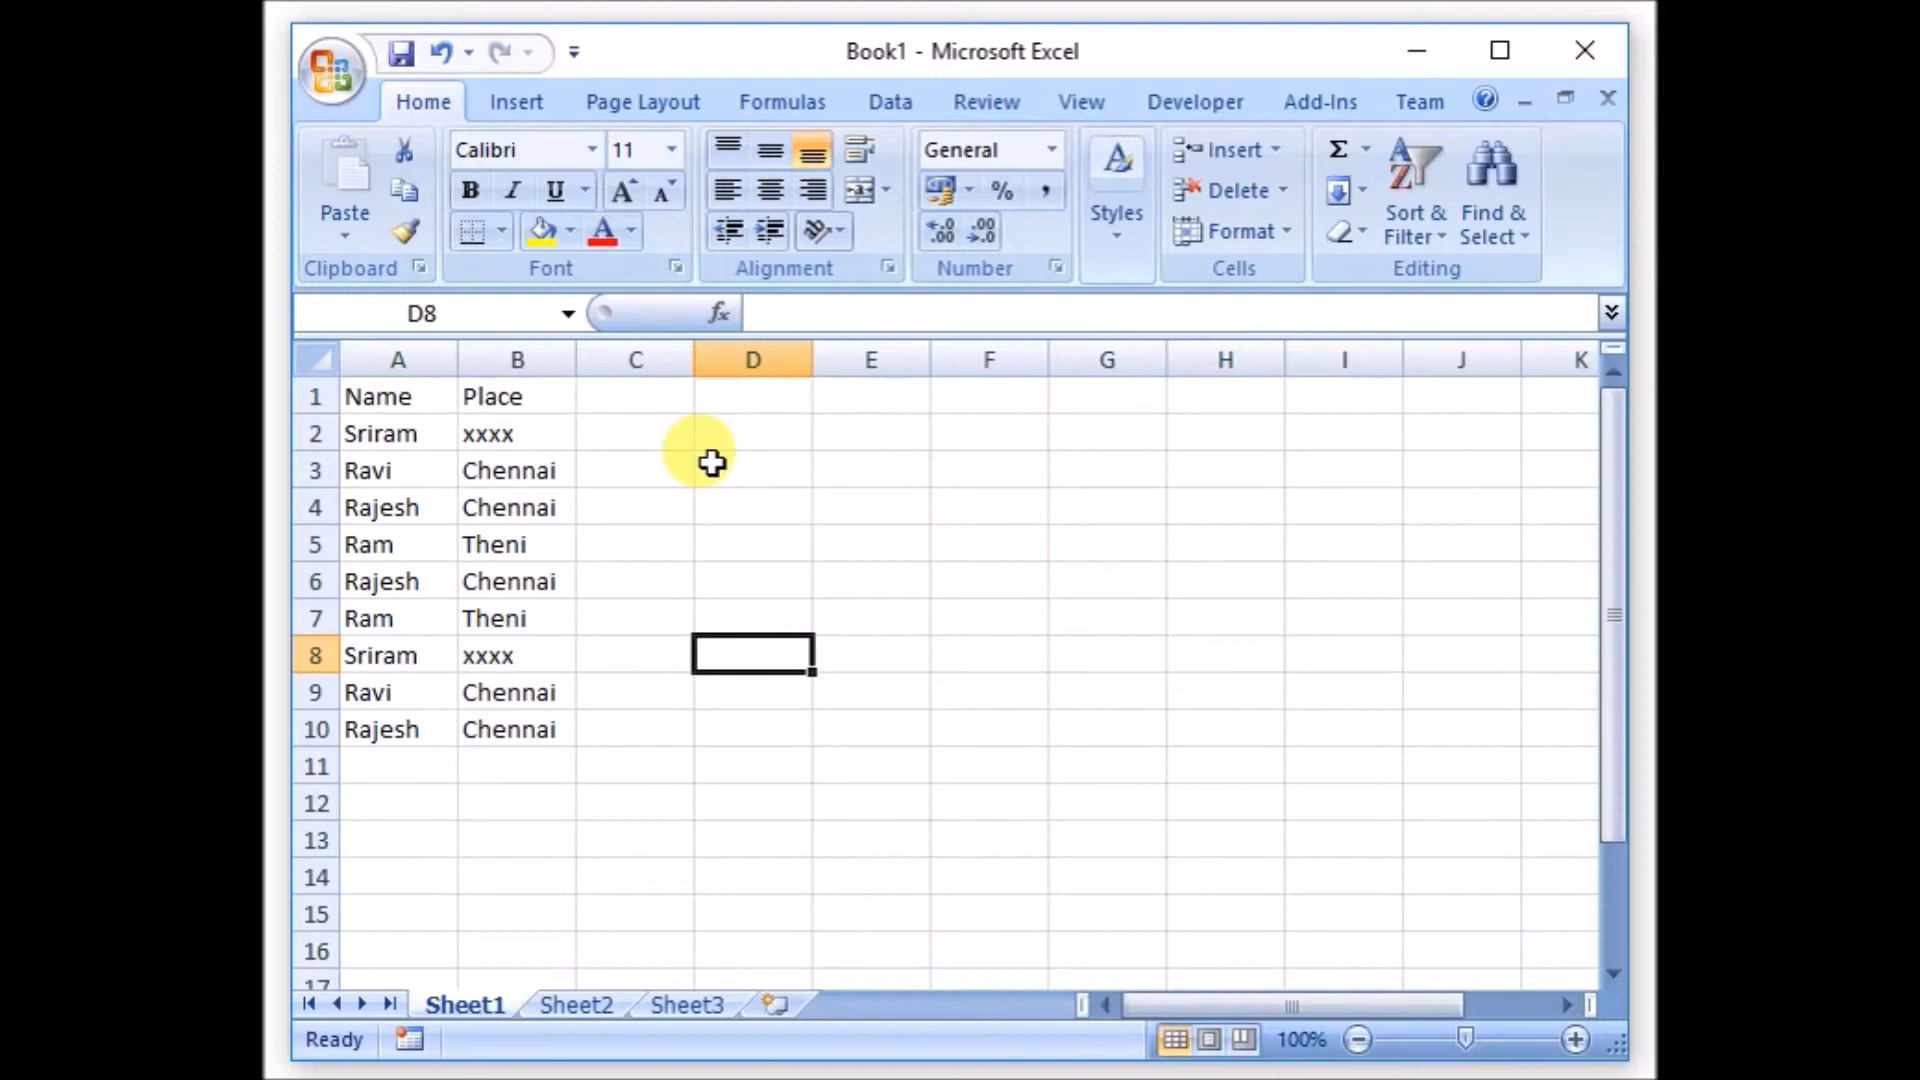 Book1 - Microsoft Excel
Home Insert Page Layout Formulas Data Review View Developer Add-Ins Team
Calibri 11 General Insert Σ
B I U A A % , Delete
Paste Styles Sort & Find &
A .00 .00 Format Filter Select
Clipboard Font Alignment Number Cells Editing
D8 fx
A B C D E F G H I J K
1 Name Place
2 Sriram xxxx
3 Ravi Chennai
4 Rajesh Chennai
5 Ram Theni
6 Rajesh Chennai
7 Ram Theni
8 Sriram xxxx
9 Ravi Chennai
10 Rajesh Chennai
11
12
13
14
15
16
17
Sheet1 Sheet2 Sheet3
Ready 100%